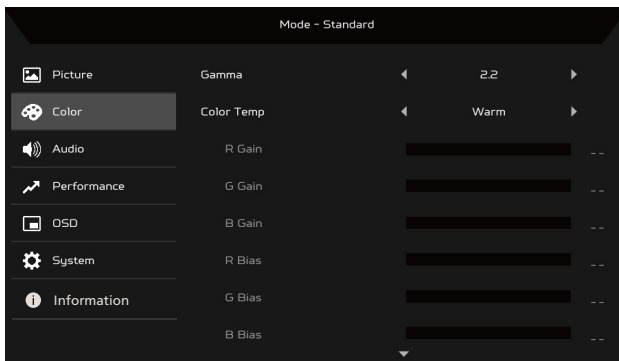 Mode - Standard
Picture
Gamma
2.2
Color
Color Temp
Warm
Audio
R Gain
--
Performance
G Gain
--
OSD
B Gain
--
System
R Bias
--
Information
G Bias
--
B Bias
--